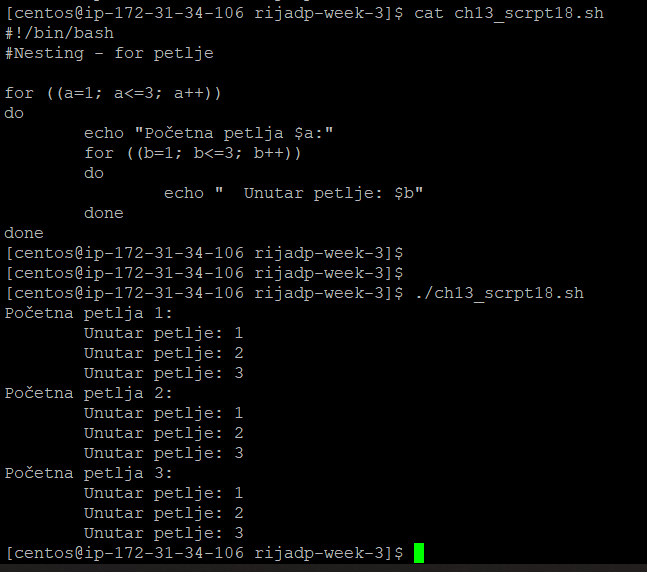 [centos@ip-172-31-34-106 rijadp-week-3]$ cat ch13_scrpt18.sh
#!/bin/bash
#Nesting - for petlje

for ((a=1; a<=3; a++))
do
        echo "Početna petlja $a:"
        for ((b=1; b<=3; b++))
        do
                echo "  Unutar petlje: $b"
        done
done
[centos@ip-172-31-34-106 rijadp-week-3]$
[centos@ip-172-31-34-106 rijadp-week-3]$
[centos@ip-172-31-34-106 rijadp-week-3]$ ./ch13_scrpt18.sh
Početna petlja 1:
        Unutar petlje: 1
        Unutar petlje: 2
        Unutar petlje: 3
Početna petlja 2:
        Unutar petlje: 1
        Unutar petlje: 2
        Unutar petlje: 3
Početna petlja 3:
        Unutar petlje: 1
        Unutar petlje: 2
        Unutar petlje: 3
[centos@ip-172-31-34-106 rijadp-week-3]$